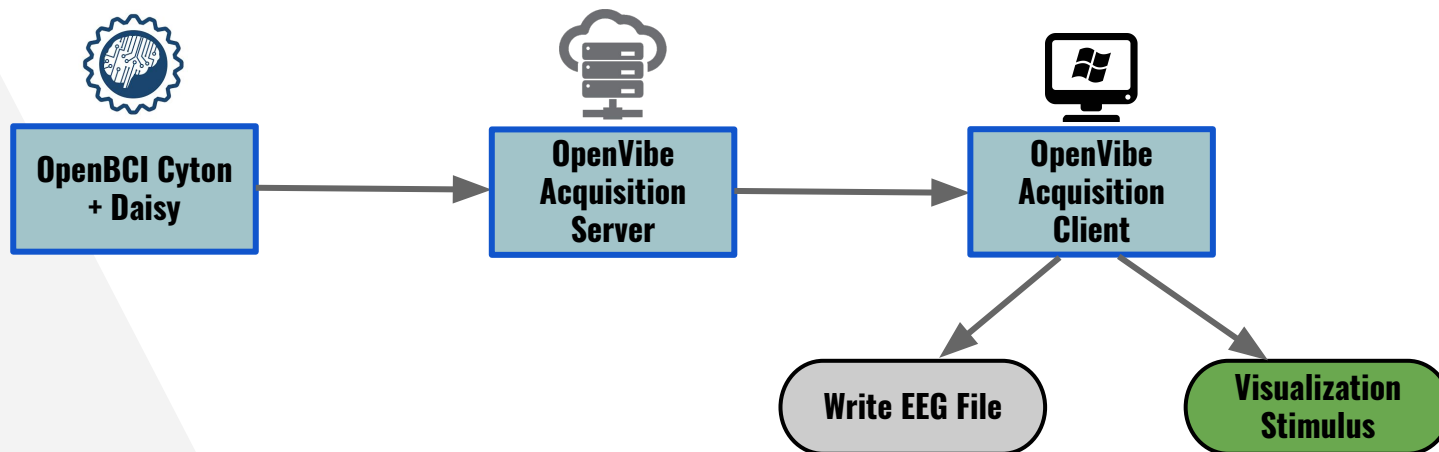 OpenBCI Cyton
+ Daisy
OpenVibe
Acquisition
Server
OpenVibe
Acquisition
Client
Write EEG File
Visualization
Stimulus